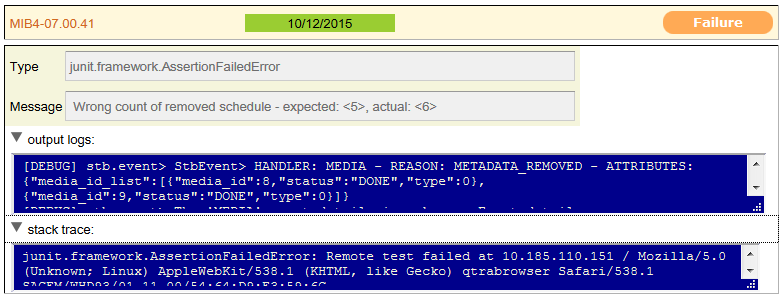 MIB4-07.00.41 10/12/2015 Failure
Type junit.framework.AssertionFailedError
Message Wrong count of removed schedule - expected: <5>, actual: <6>
output logs:
[DEBUG] stb.event> StbEvent> HANDLER: MEDIA - REASON: METADATA_REMOVED - ATTRIBUTES:
{"media_id_list":[{"media_id":8,"status":"DONE","type":0},
{"media_id":9,"status":"DONE","type":0}]}
stack trace:
junit.framework.AssertionFailedError: Remote test failed at 10.185.110.151 / Mozilla/5.0
(Unknown; Linux) AppleWebKit/538.1 (KHTML, like Gecko) qtrabrowser Safari/538.1